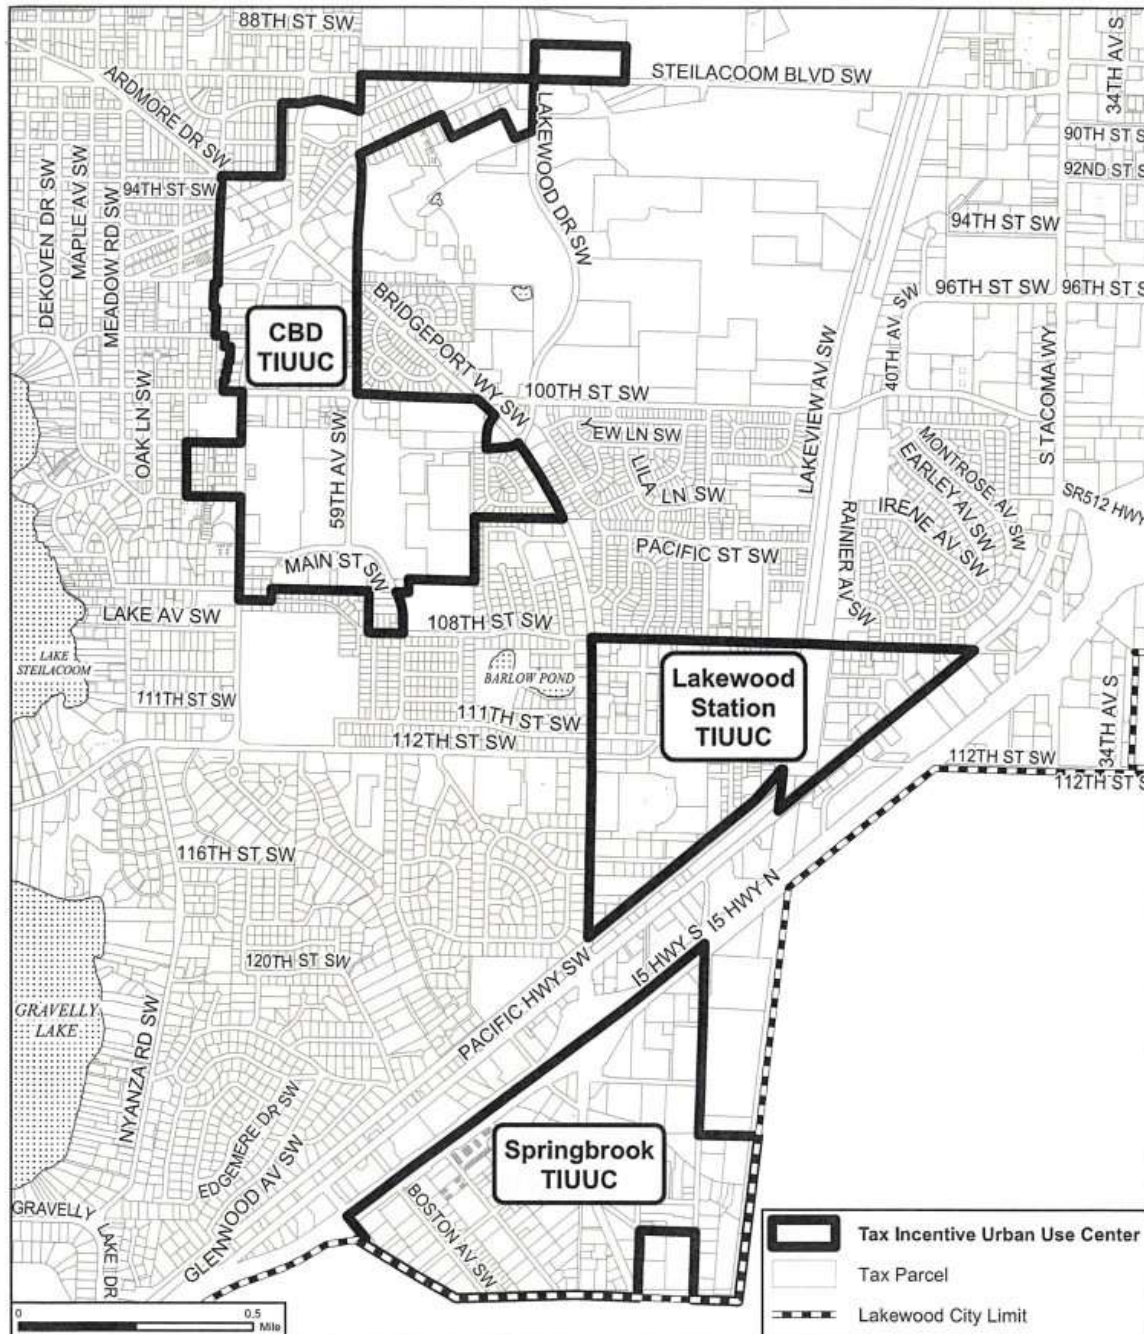 88TH ST SW
STEILACOOM BLVD SW
34TH AV S
ARDMORE DR SW
LAKEWOOD DR SW
90TH ST S
92ND ST S
94TH ST SW
94TH ST SW
DEKOVEN DR SW
MAPLE AV SW
MEADOW RD SW
96TH ST SW
96TH ST S
CBD
TIUUC
BRIDGEPORT WY SW
40TH AV SW
LAKEVIEW AV SW
S TACOMA WY
OAK LN SW
100TH ST SW
59TH AV SW
YEW LN SW
LILA
LN SW
MONTROSE AV SW
EARLEY AV SW
IRENE AV SW
SR512 HWY
RAINIER AV SW
PACIFIC ST SW
MAIN ST SW
LAKE AV SW
108TH ST SW
LAKE
STEILACOOM
BARLOW POND
Lakewood
Station
TIUUC
111TH ST SW
111TH ST SW
112TH ST SW
112TH ST SW
34TH AV S
112TH ST S
116TH ST SW
I5 HWY N
I5 HWY S
120TH ST SW
PACIFIC HWY SW
GRAVELLY
LAKE
NYANZA RD SW
EDGEMERE DR SW
GLENWOOD AV SW
Springbrook
TIUUC
BOSTON AV SW
GRAVELLY
LAKE DR
Tax Incentive Urban Use Center
Tax Parcel
Lakewood City Limit
0
0.5
Mile